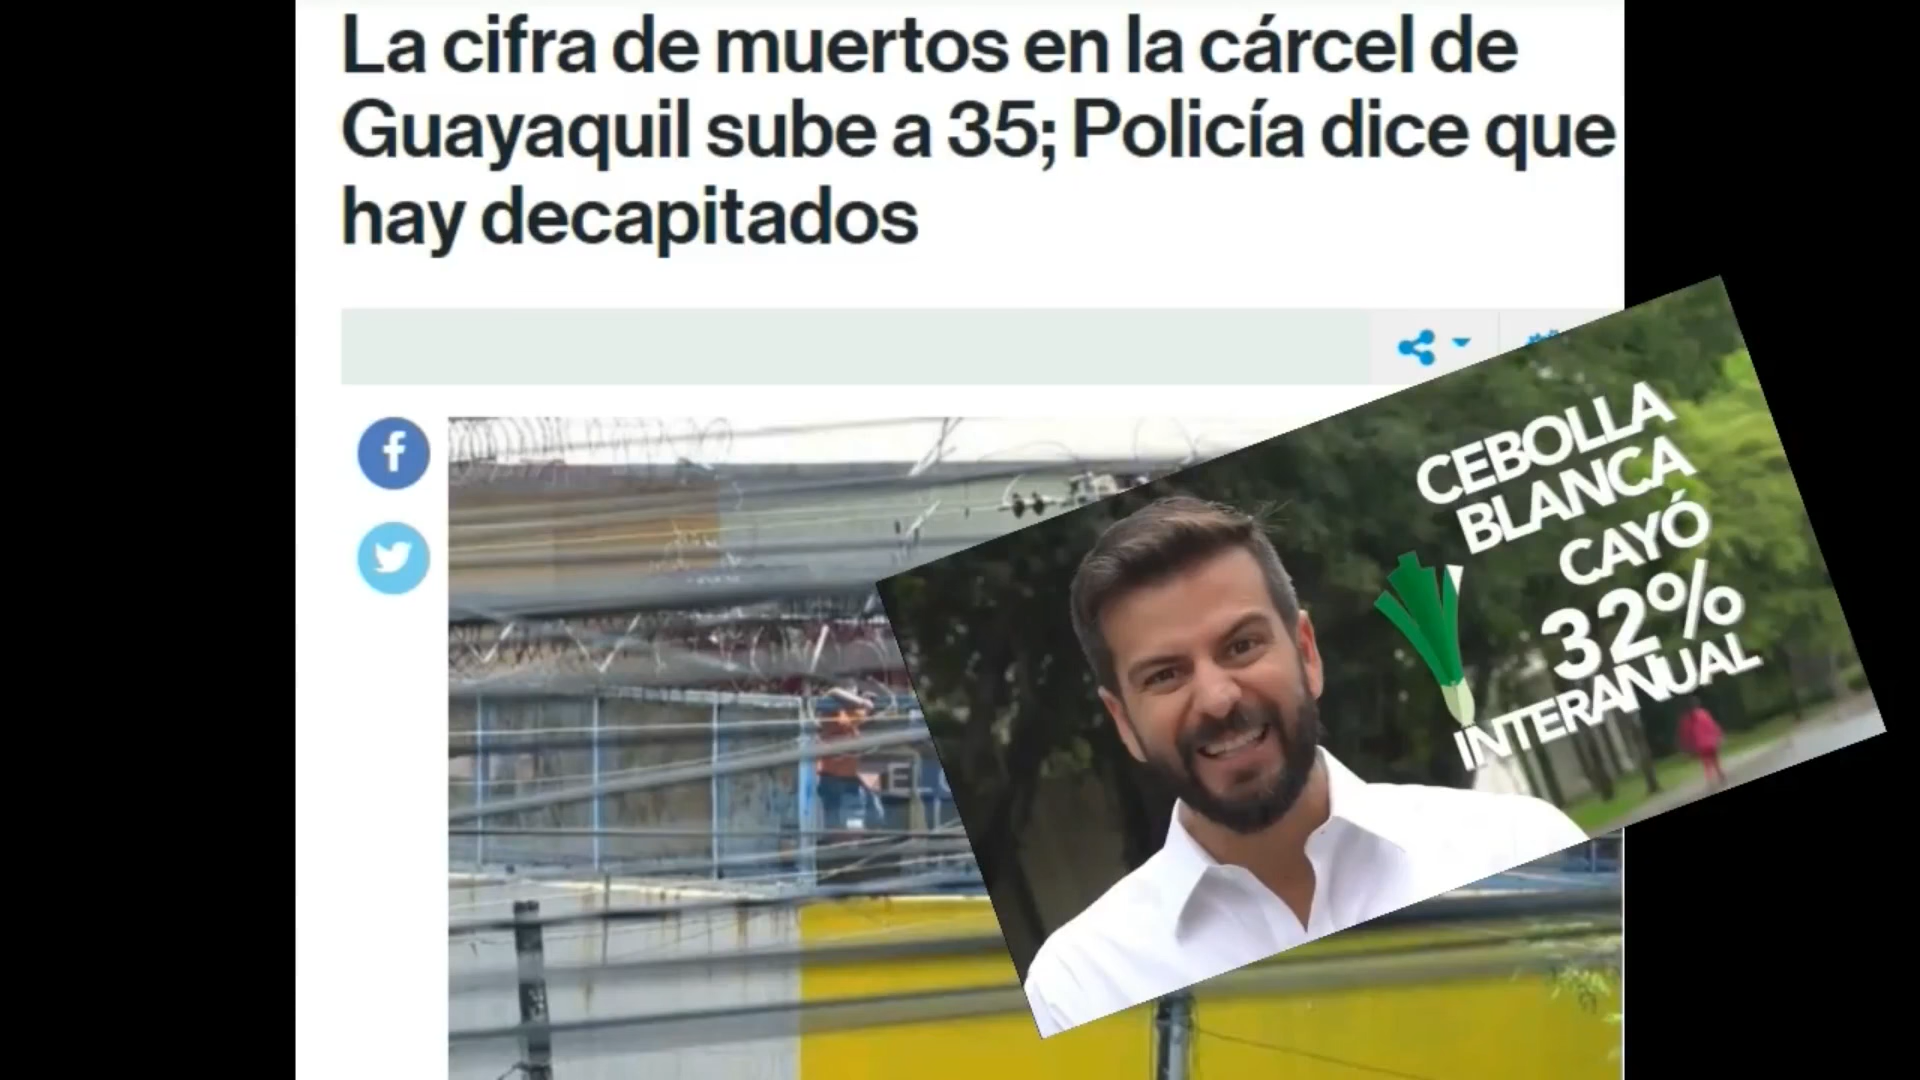 La cifra de muertos en la cárcel de
Guayaquil sube a 35; Policía dice que
hay decapitados
CEBOLLA
BLANCA
CAYÓ
32%
INTERANUAL